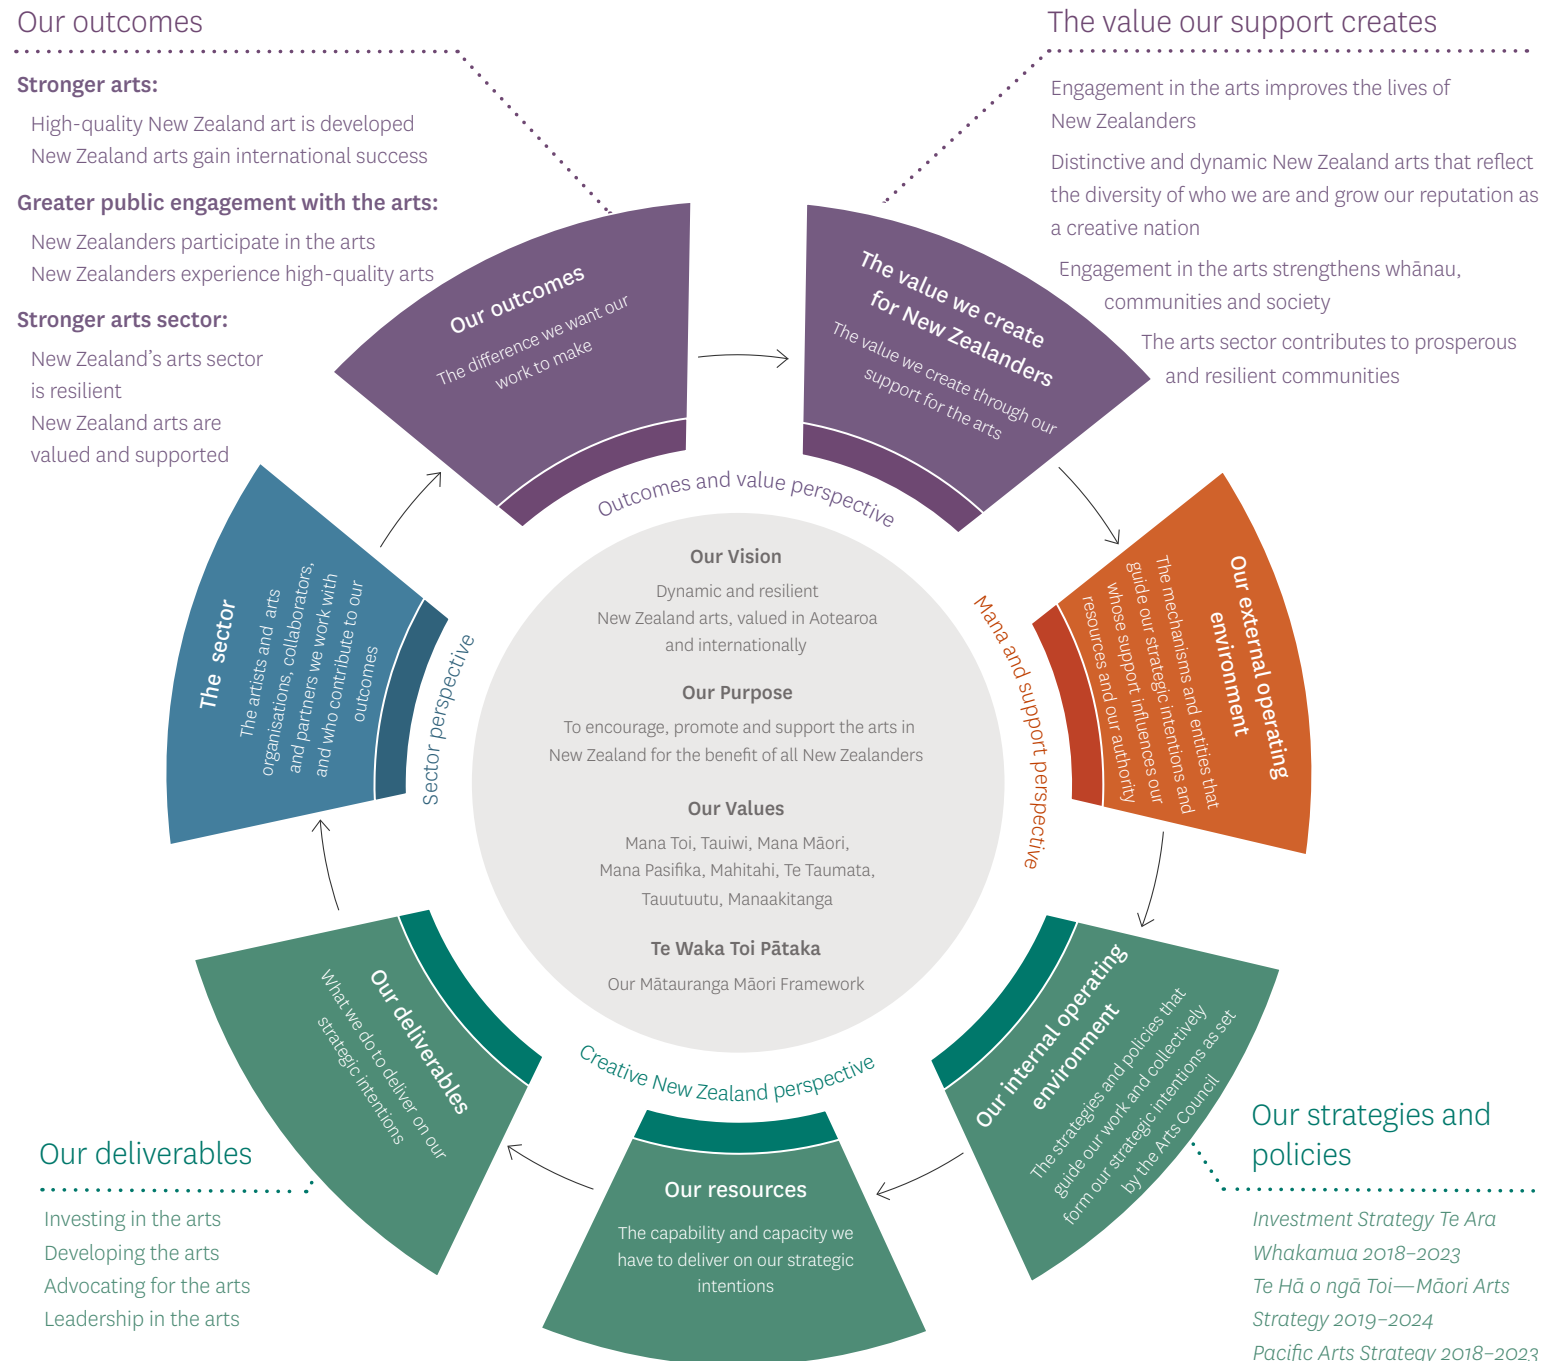 Our outcomes
Stronger arts:
High-quality New Zealand art is developed
New Zealand arts gain international success
Greater public engagement with the arts:
New Zealanders participate in the arts
New Zealanders experience high-quality arts
Stronger arts sector:
New Zealand’s arts sector
is resilient
New Zealand arts are
valued and supported
The value our support creates
Engagement in the arts improves the lives of
New Zealanders
Distinctive and dynamic New Zealand arts that reflect
the diversity of who we are and grow our reputation as
a creative nation
Engagement in the arts strengthens whānau,
communities and society
The arts sector contributes to prosperous
and resilient communities
Our outcomes
The difference we want our
work to make
The value we create
for New Zealanders
The value we create through our
support for the arts
Outcomes and value perspective
Our external operating
environment
The mechanisms and entities that
guide our strategic intentions and
whose support influences our
resources and our authority
Mana and support perspective
The sector
The artists and arts
organisations, collaborators,
and partners we work with
and who contribute to our
outcomes
Sector perspective
Our Vision
Dynamic and resilient
New Zealand arts, valued in Aotearoa
and internationally
Our Purpose
To encourage, promote and support the arts in
New Zealand for the benefit of all New Zealanders
Our Values
Mana Toi, Tauiwi, Mana Māori,
Mana Pasifika, Mahitahi, Te Taumata,
Tauutuutu, Manaakitanga
Te Waka Toi Pātaka
Our Mātauranga Māori Framework
Creative New Zealand perspective
Our internal operating
environment
The strategies and policies that
guide our work and collectively
form our strategic intentions as set
by the Arts Council
Our resources
The capability and capacity we
have to deliver on our strategic
intentions
Our deliverables
What we do to deliver on our
strategic intentions
Our deliverables
Investing in the arts
Developing the arts
Advocating for the arts
Leadership in the arts
Our strategies and
policies
Investment Strategy Te Ara
Whakamua 2018–2023
Te Hā o ngā Toi—Māori Arts
Strategy 2019–2024
Pacific Arts Strategy 2018–2023